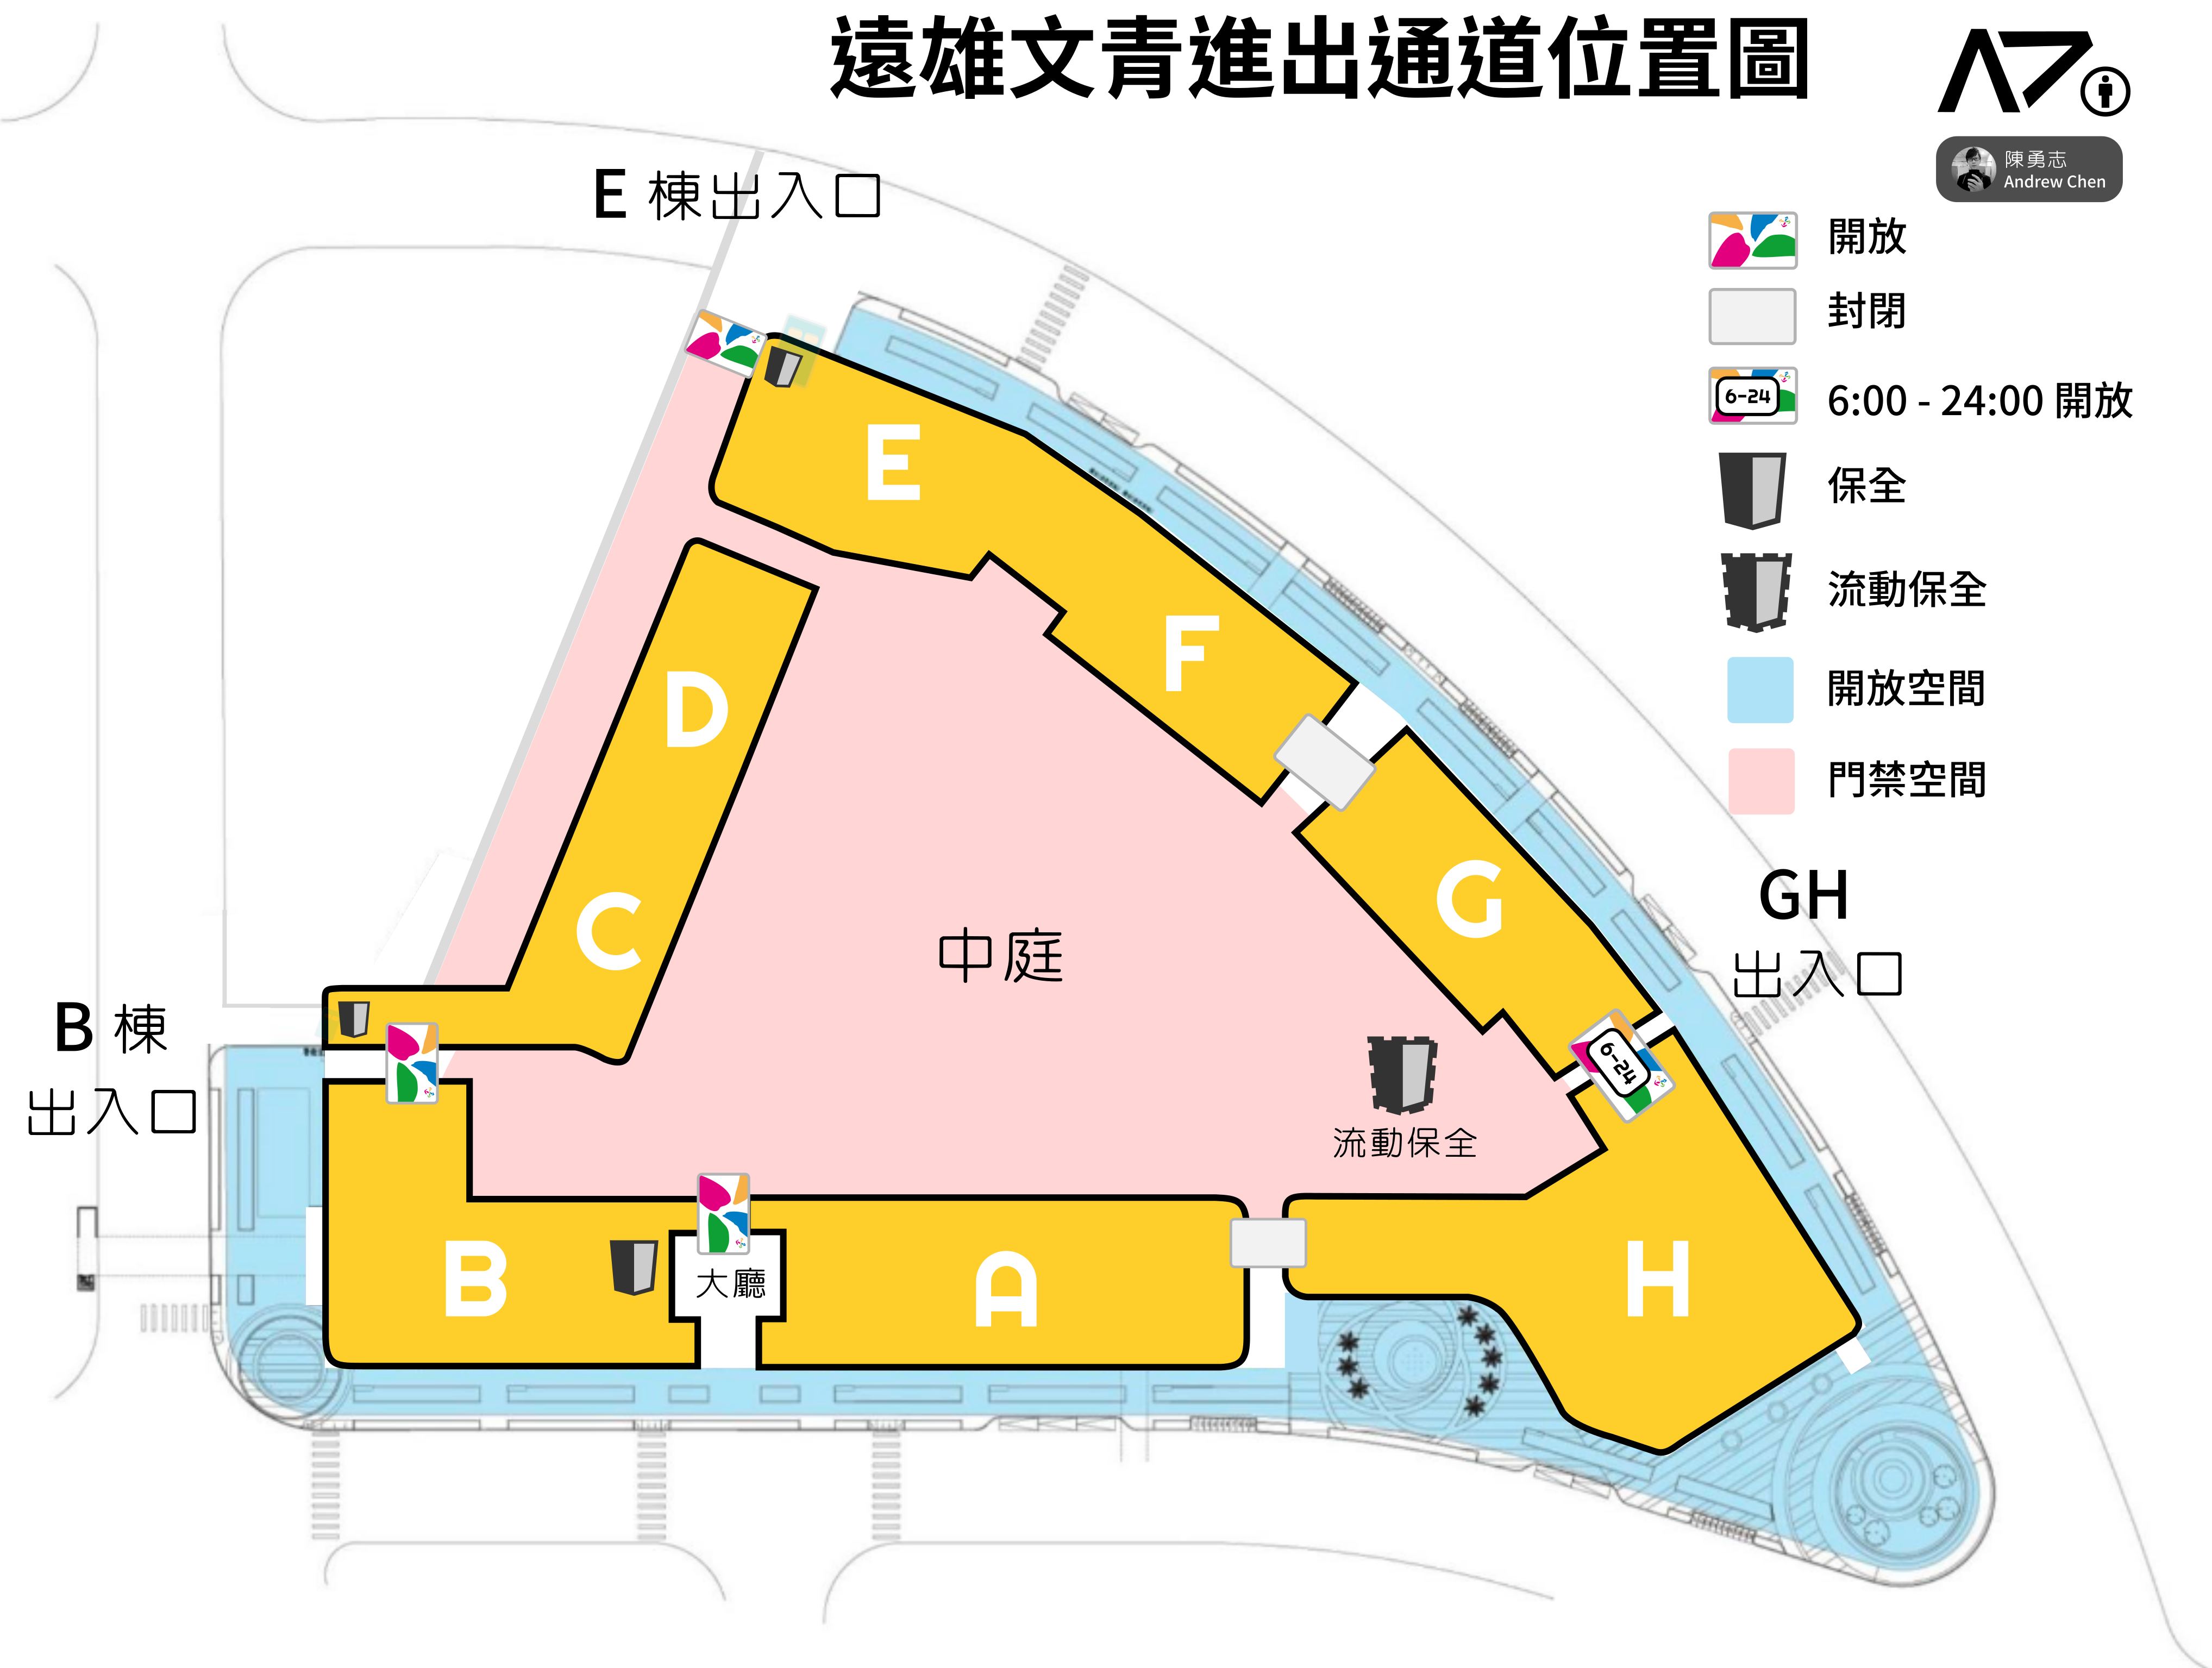 遠雄文青進出通道位置圖
A7
陳勇志
Andrew Chen
開放
封閉
6-24
6:00 - 24:00 開放
保全
流動保全
開放空間
門禁空間
E 棟出入口
E
F
D
C
G
GH
出入口
中庭
B 棟
出入口
6-24
流動保全
B
大廳
A
H